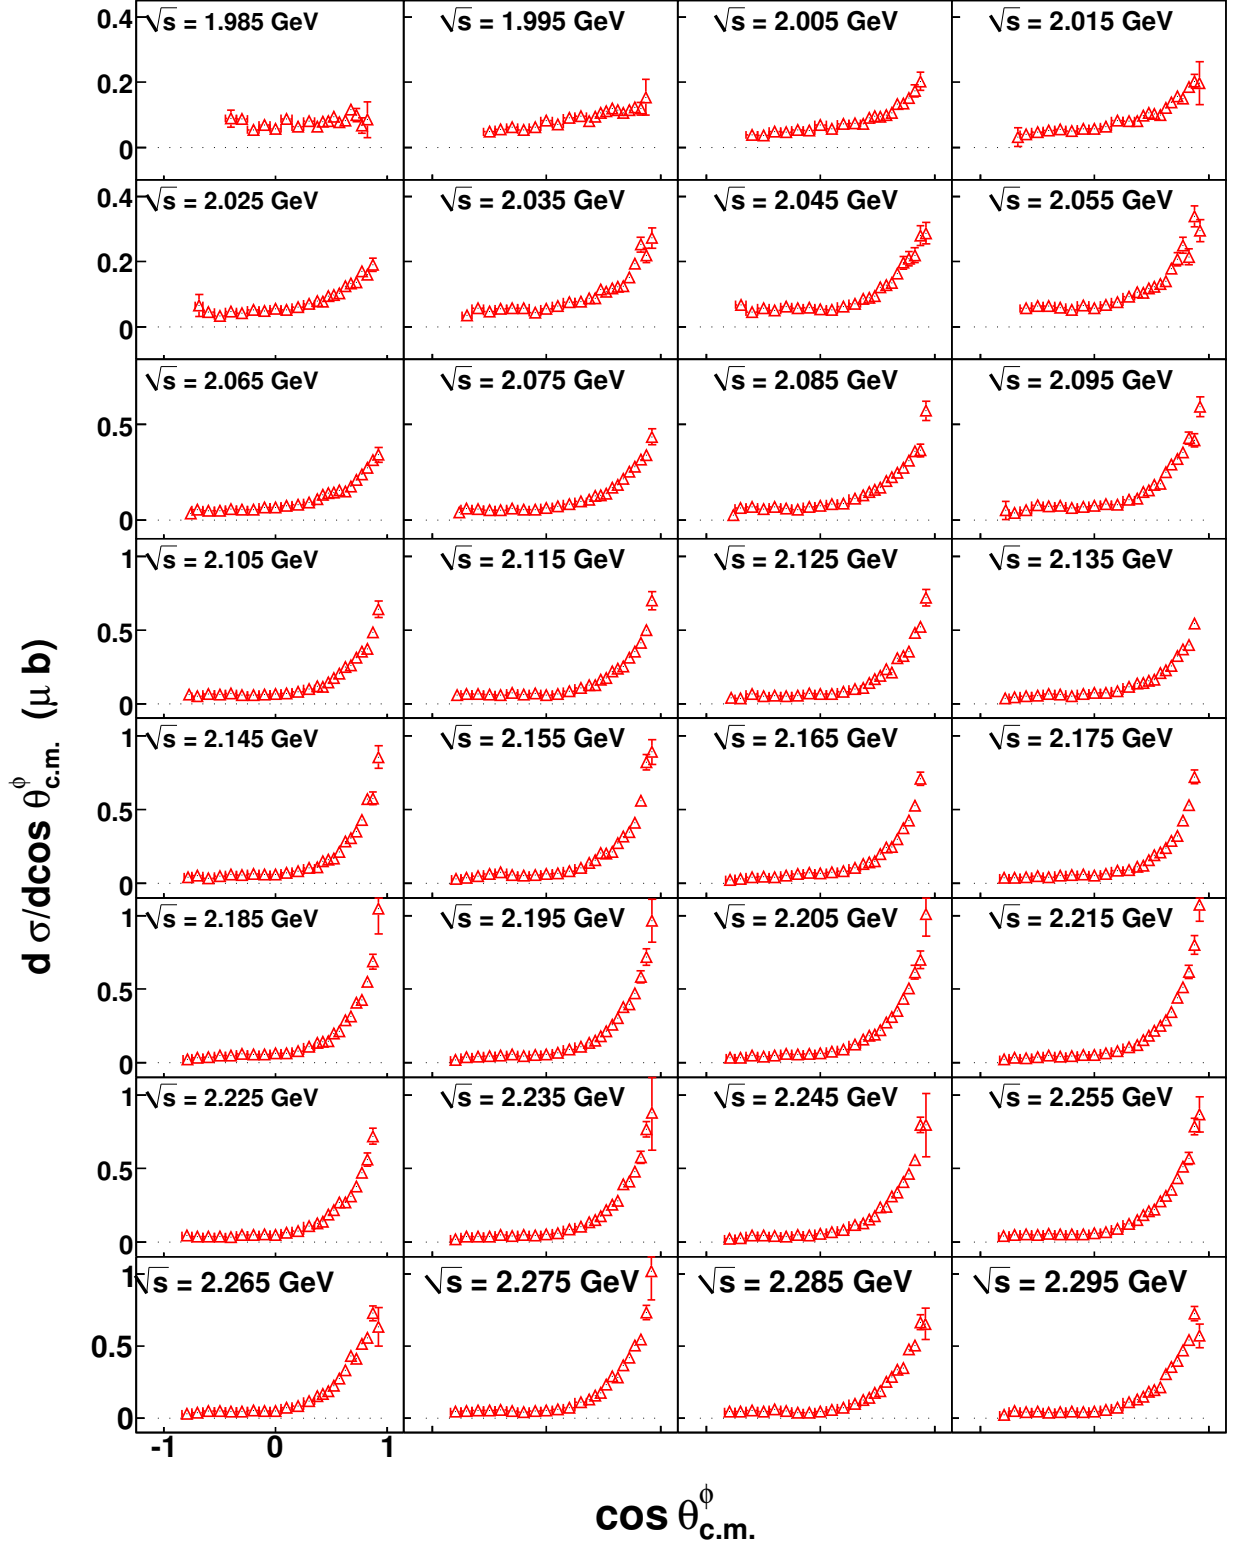 0.4 √s = 1.985 GeV √s = 1.995 GeV √s = 2.005 GeV √s = 2.015 GeV
0.2
0
0.4 √s = 2.025 GeV √s = 2.035 GeV √s = 2.045 GeV √s = 2.055 GeV
0.2
0
√s = 2.065 GeV √s = 2.075 GeV √s = 2.085 GeV √s = 2.095 GeV
0.5
0
1 √s = 2.105 GeV √s = 2.115 GeV √s = 2.125 GeV √s = 2.135 GeV
0.5
0
1 √s = 2.145 GeV √s = 2.155 GeV √s = 2.165 GeV √s = 2.175 GeV
0.5
0
1 √s = 2.185 GeV √s = 2.195 GeV √s = 2.205 GeV √s = 2.215 GeV
0.5
0
1 √s = 2.225 GeV √s = 2.235 GeV √s = 2.245 GeV √s = 2.255 GeV
0.5
0
1 √s = 2.265 GeV √s = 2.275 GeV √s = 2.285 GeV √s = 2.295 GeV
0.5
0
-1 0 1
d σ/dcos θ^ϕ_c.m. (μ b)
cos θ^ϕ_c.m.